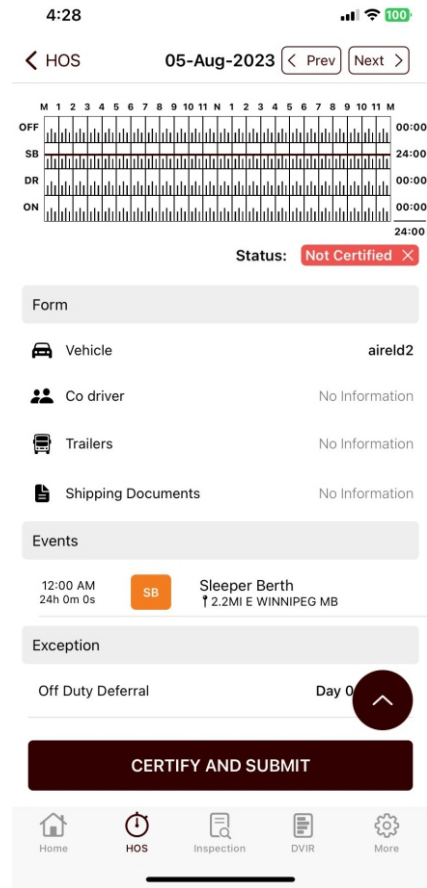 4:28 100
HOS 05-Aug-2023 Prev Next
M 1 2 3 4 5 6 7 8 9 10 11 N 1 2 3 4 5 6 7 8 9 10 11 M
OFF 00:00
SB 24:00
DR 00:00
ON 00:00
24:00
Status: Not Certified
Form
Vehicle aireld2
Co driver No Information
Trailers No Information
Shipping Documents No Information
Events
12:00 AM SB Sleeper Berth
24h 0m 0s 2.2MI E WINNIPEG MB
Exception
Off Duty Deferral Day 0
CERTIFY AND SUBMIT
Home HOS Inspection DVIR More